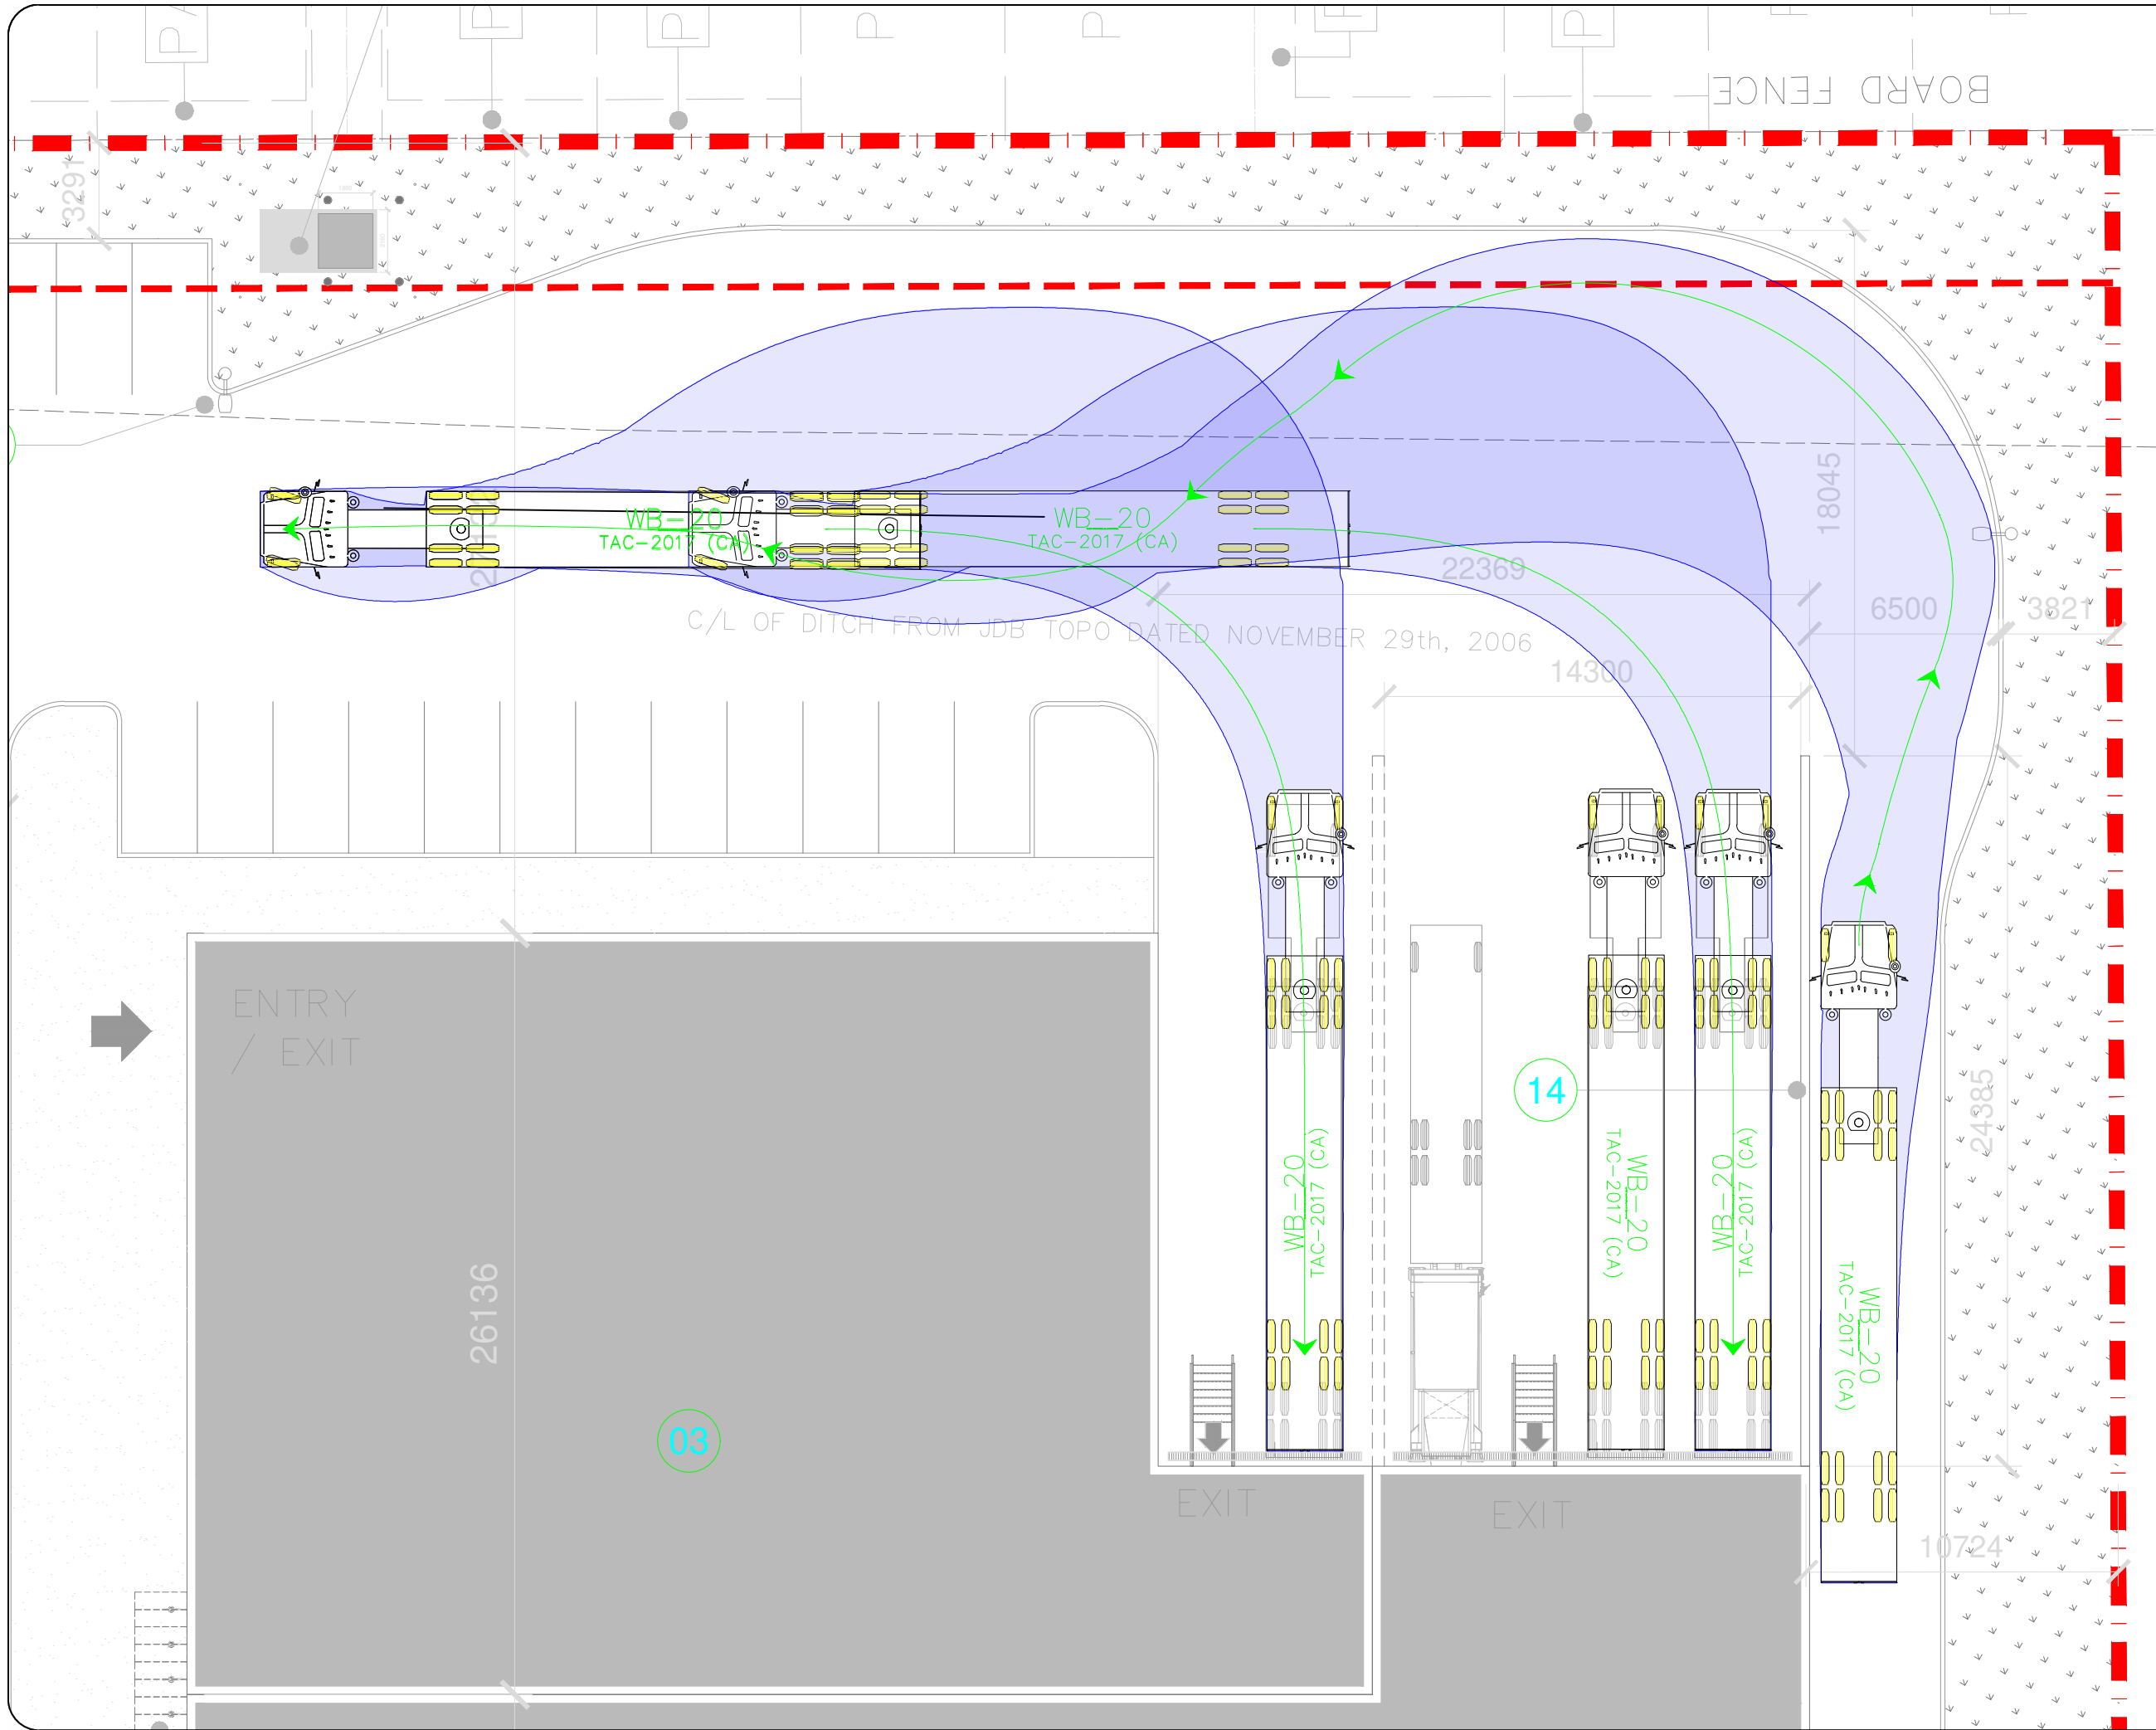 P
P
P
P
P
P
P
BOARD FENCE
3291
WB-20
TAC-2017 (CA)
WB-20
TAC-2017 (CA)
18045
22369
6500
3821
C/L OF DITCH FROM JDB TOPO DATED NOVEMBER 29th, 2006
14300
ENTRY
/ EXIT
14
24385
WB-20
TAC-2017 (CA)
WB-20
TAC-2017 (CA)
WB-20
TAC-2017 (CA)
WB-20
TAC-2017 (CA)
26136
03
EXIT
EXIT
10724